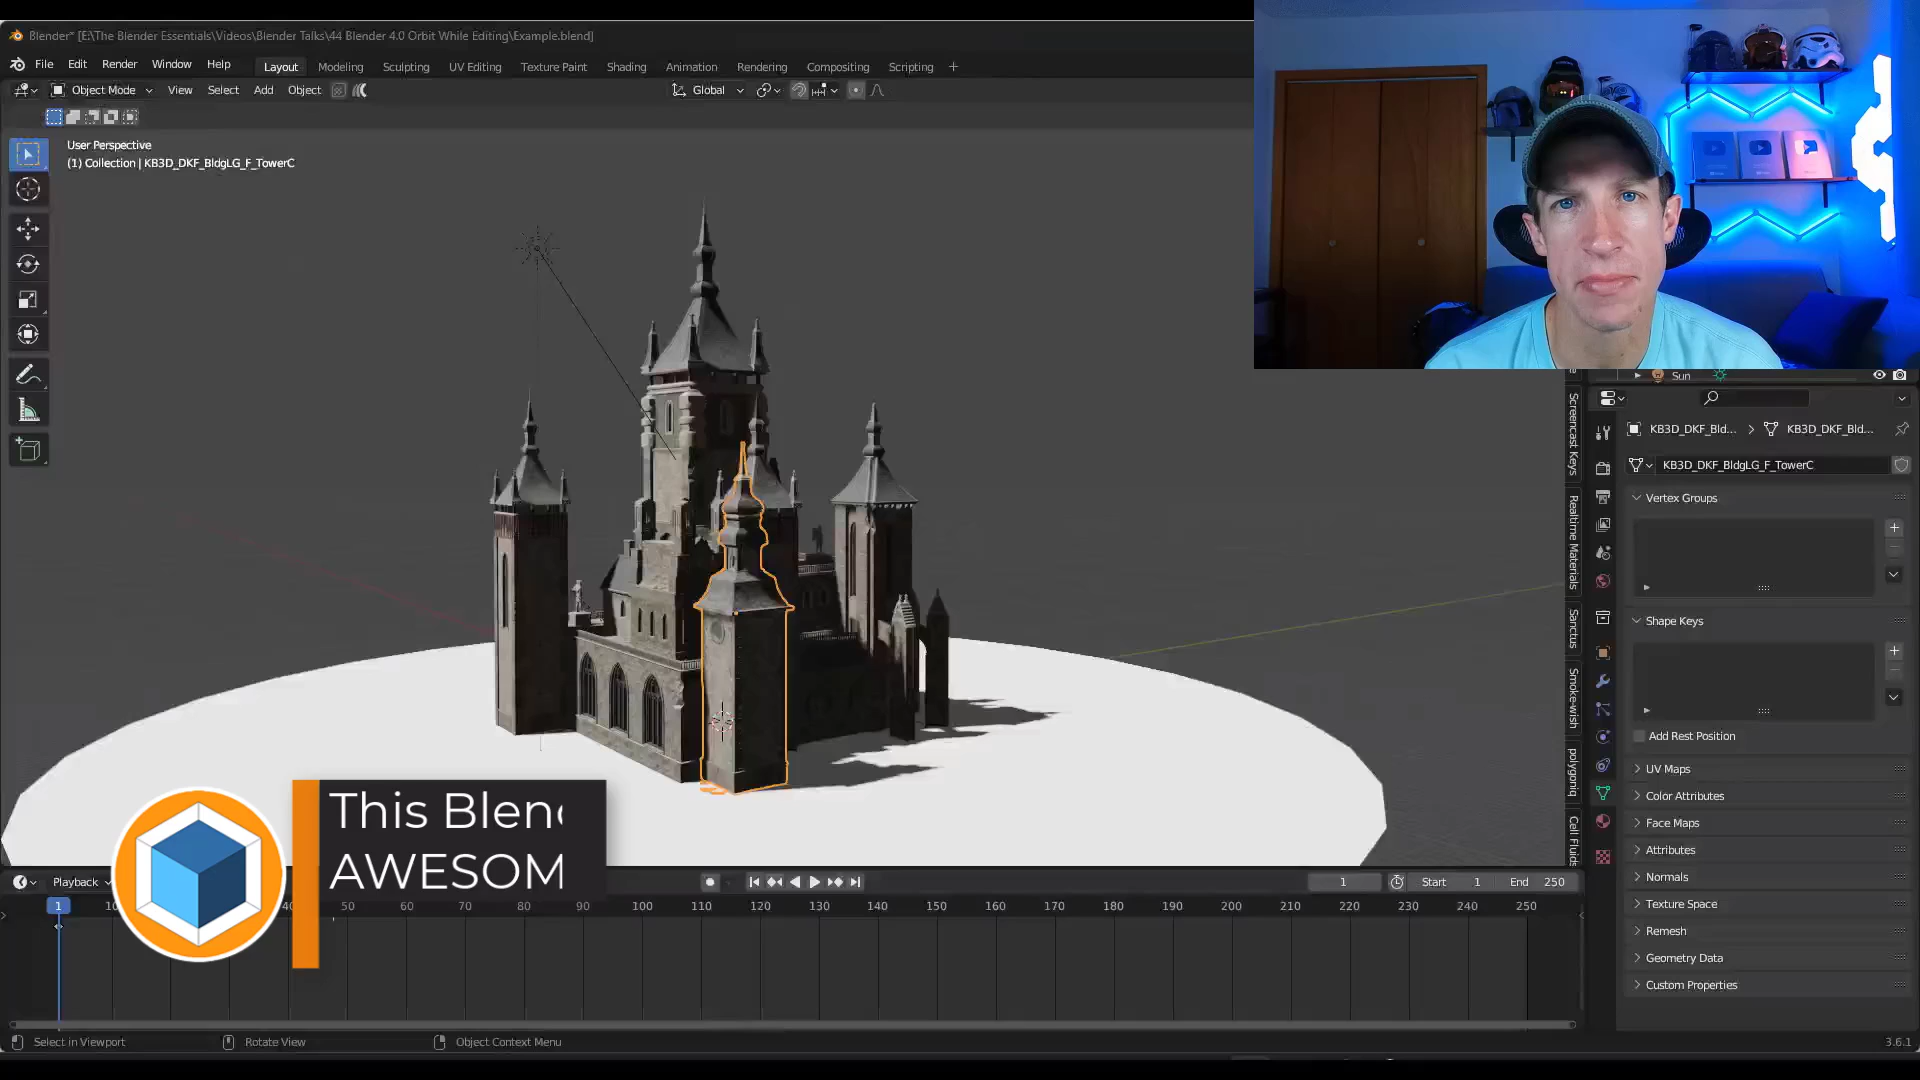 Blender* [E:\The Blender Essentials\Videos\Blender Talks\44 Blender 4.0 Orbit While Editing\Example.blend]
File Edit Render Window Help Layout Modeling Sculpting UV Editing Texture Paint Shading Animation Rendering Compositing Scripting +
Object Mode View Select Add Object Global
User Perspective
(1) Collection | KB3D_DKF_BldgLG_F_TowerC
Sun
KB3D_DKF_Bld... KB3D_DKF_Bld...
KB3D_DKF_BldgLG_F_TowerC
Vertex Groups
Shape Keys
Add Rest Position
UV Maps
Color Attributes
Face Maps
Attributes
Normals
Texture Space
Remesh
Geometry Data
Custom Properties
Screencast Keys
Realtime Materials
Sanctus
Smoke-wish
polygoniq
Cell Fluids
This Blen
AWESOM
Playback 1 Start 1 End 250
1 10 40 50 60 70 80 90 100 110 120 130 140 150 160 170 180 190 200 210 220 230 240 250
Select in Viewport Rotate View Object Context Menu 3.6.1